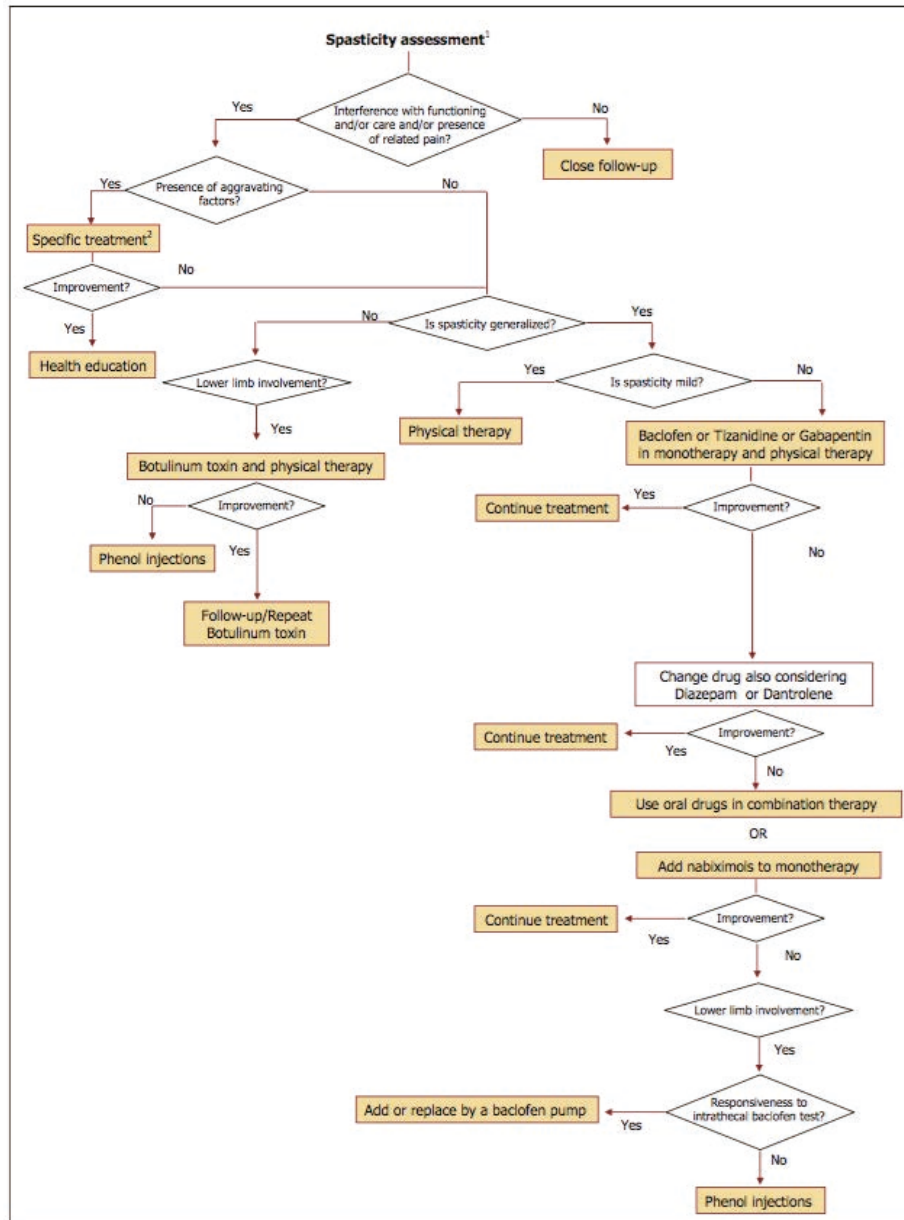 Spasticity assessment1
Yes
Interference with functioning
and/or care and/or presence
of related pain?
No
Close follow-up
Yes
Presence of aggravating
factors?
No
Specific treatment2
Improvement?
No
Yes
Health education
No
Is spasticity generalized?
Yes
Lower limb involvement?
Yes
Is spasticity mild?
No
Yes
Physical therapy
Baclofen or Tizanidine or Gabapentin
in monotherapy and physical therapy
Botulinum toxin and physical therapy
No
Improvement?
Continue treatment
Yes
Improvement?
Phenol injections
Yes
No
Follow-up/Repeat
Botulinum toxin
Change drug also considering
Diazepam or Dantrolene
Continue treatment
Yes
Improvement?
No
Use oral drugs in combination therapy
OR
Add nabiximols to monotherapy
Continue treatment
Yes
Improvement?
No
Lower limb involvement?
Yes
Add or replace by a baclofen pump
Yes
Responsiveness to
intrathecal baclofen test?
No
Phenol injections